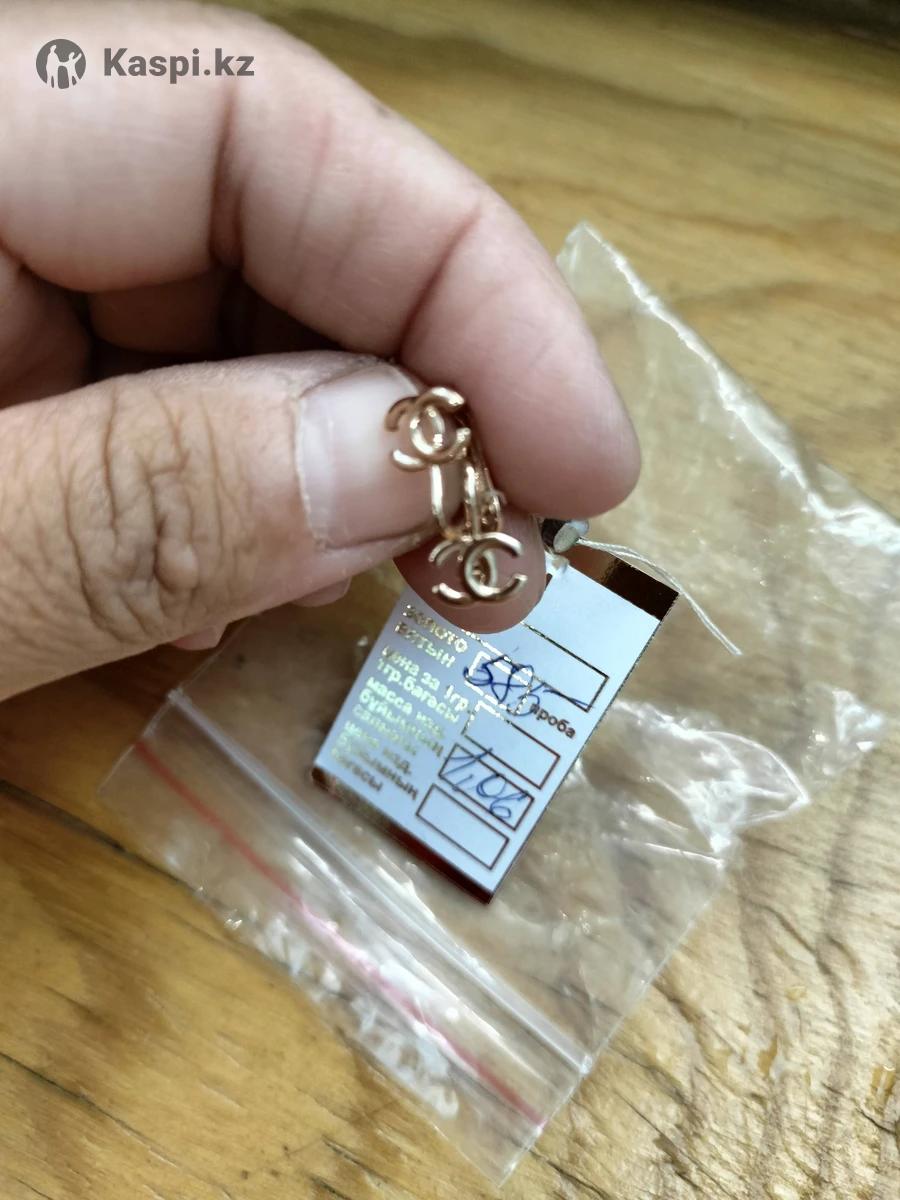 Kaspi.kz
ЗОЛОТО
АЛТЫН
585
проба
цена за 1гр.
1гр.бағасы
масса изд.
бұйымның
салмағы
1,06
цена изд.
бұйымның
бағасы